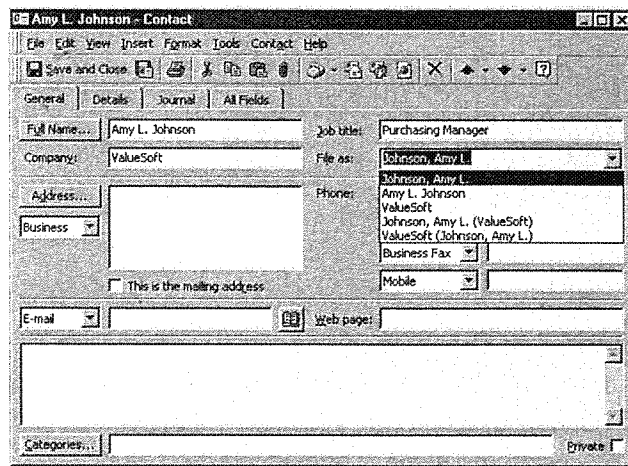 Amy L. Johnson - Contact
File Edit View Insert Format Tools Contact Help
Save and Close
General Details Journal All Fields
Full Name... Amy L. Johnson Job title: Purchasing Manager
Company: ValueSoft File as: Johnson, Amy L.
Address... Phone: Johnson, Amy L.
Amy L. Johnson
ValueSoft
Business Johnson, Amy L. (ValueSoft)
ValueSoft (Johnson, Amy L.)
Business Fax
This is the mailing address Mobile
E-mail Web page:
Categories... Private